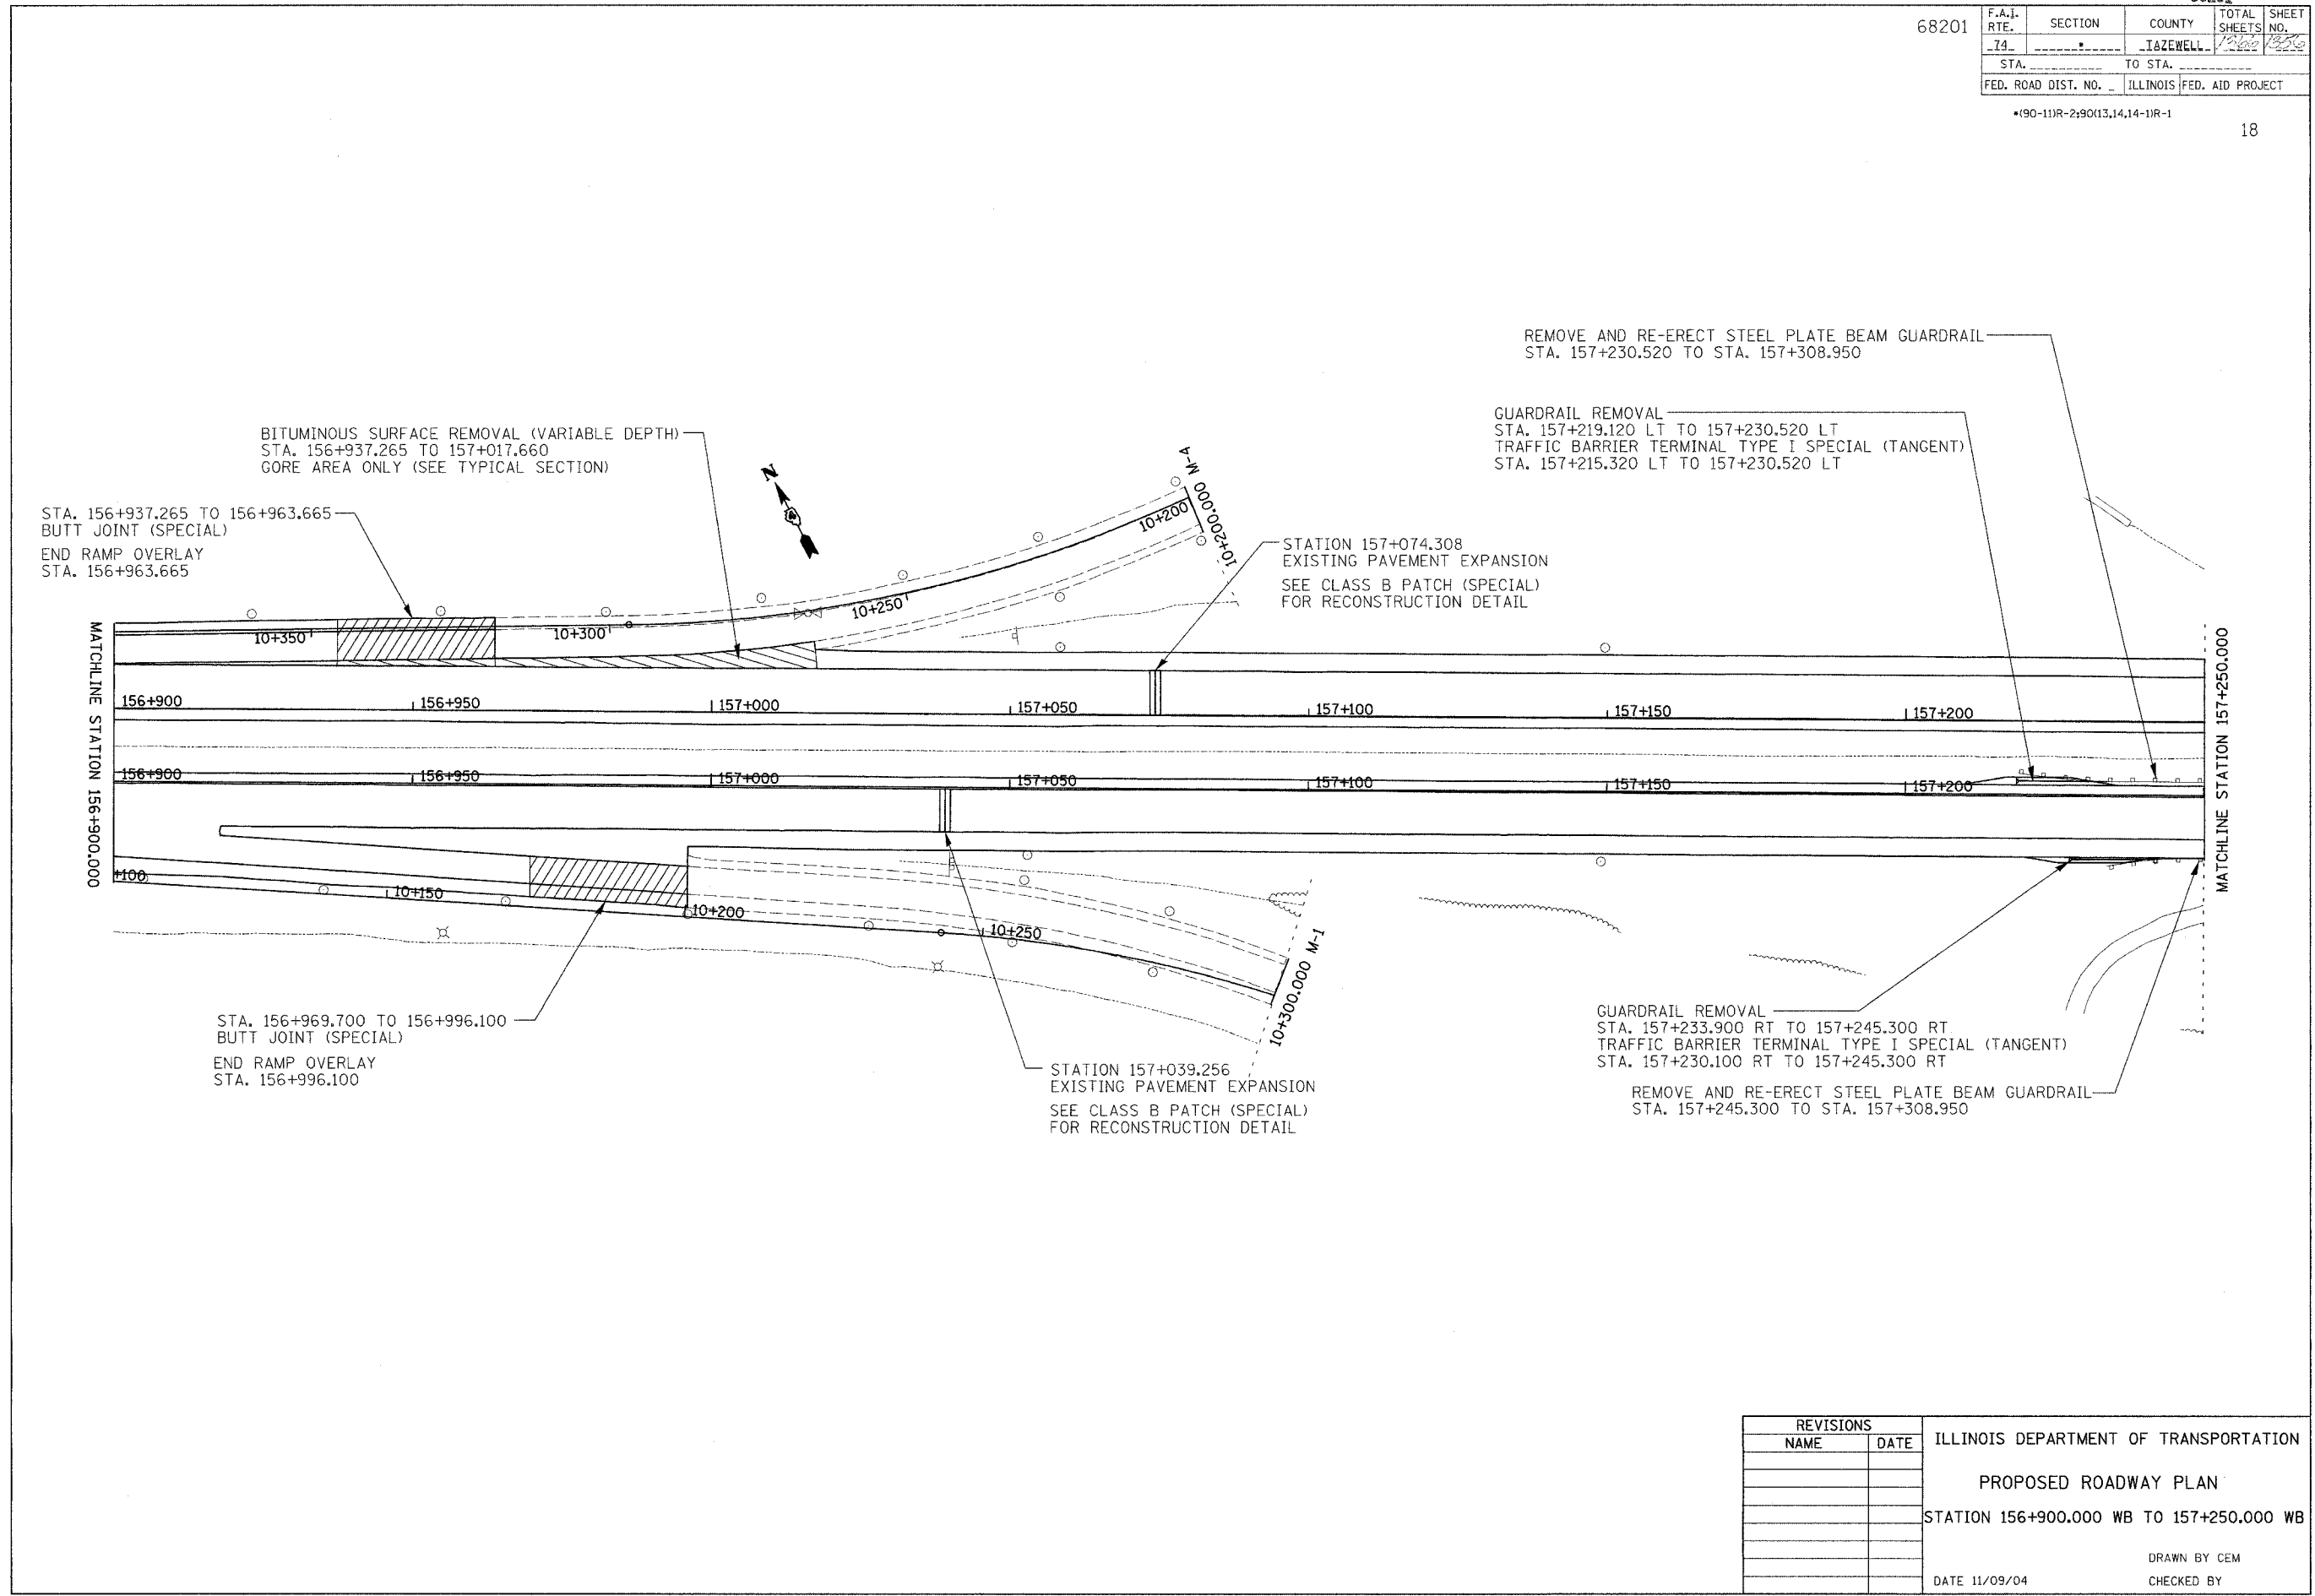 68201
F.A.I. RTE. SECTION COUNTY TOTAL SHEETS SHEET NO.
74 * TAZEWELL 1366 1356
STA. TO STA.
FED. ROAD DIST. NO. ILLINOIS FED. AID PROJECT
*(90-11)R-2;90(13,14,14-1)R-1
18
REMOVE AND RE-ERECT STEEL PLATE BEAM GUARDRAIL
STA. 157+230.520 TO STA. 157+308.950
GUARDRAIL REMOVAL
STA. 157+219.120 LT TO 157+230.520 LT
TRAFFIC BARRIER TERMINAL TYPE I SPECIAL (TANGENT)
STA. 157+215.320 LT TO 157+230.520 LT
BITUMINOUS SURFACE REMOVAL (VARIABLE DEPTH)
STA. 156+937.265 TO 157+017.660
GORE AREA ONLY (SEE TYPICAL SECTION)
N
STA. 156+937.265 TO 156+963.665
BUTT JOINT (SPECIAL)
END RAMP OVERLAY
STA. 156+963.665
STATION 157+074.308
EXISTING PAVEMENT EXPANSION
SEE CLASS B PATCH (SPECIAL)
FOR RECONSTRUCTION DETAIL
10+200.000 M-4
10+350
10+300
10+250
10+200
MATCHLINE STATION 156+900.000
156+900 156+950 157+000 157+050 157+100 157+150 157+200
156+900 156+950 157+000 157+050 157+100 157+150 157+200
MATCHLINE STATION 157+250.000
+100
10+150
10+200
10+250
10+300.000 M-1
STA. 156+969.700 TO 156+996.100
BUTT JOINT (SPECIAL)
END RAMP OVERLAY
STA. 156+996.100
STATION 157+039.256
EXISTING PAVEMENT EXPANSION
SEE CLASS B PATCH (SPECIAL)
FOR RECONSTRUCTION DETAIL
GUARDRAIL REMOVAL
STA. 157+233.900 RT TO 157+245.300 RT
TRAFFIC BARRIER TERMINAL TYPE I SPECIAL (TANGENT)
STA. 157+230.100 RT TO 157+245.300 RT
REMOVE AND RE-ERECT STEEL PLATE BEAM GUARDRAIL
STA. 157+245.300 TO STA. 157+308.950
REVISIONS
NAME DATE
ILLINOIS DEPARTMENT OF TRANSPORTATION
PROPOSED ROADWAY PLAN
STATION 156+900.000 WB TO 157+250.000 WB
DRAWN BY CEM
DATE 11/09/04
CHECKED BY